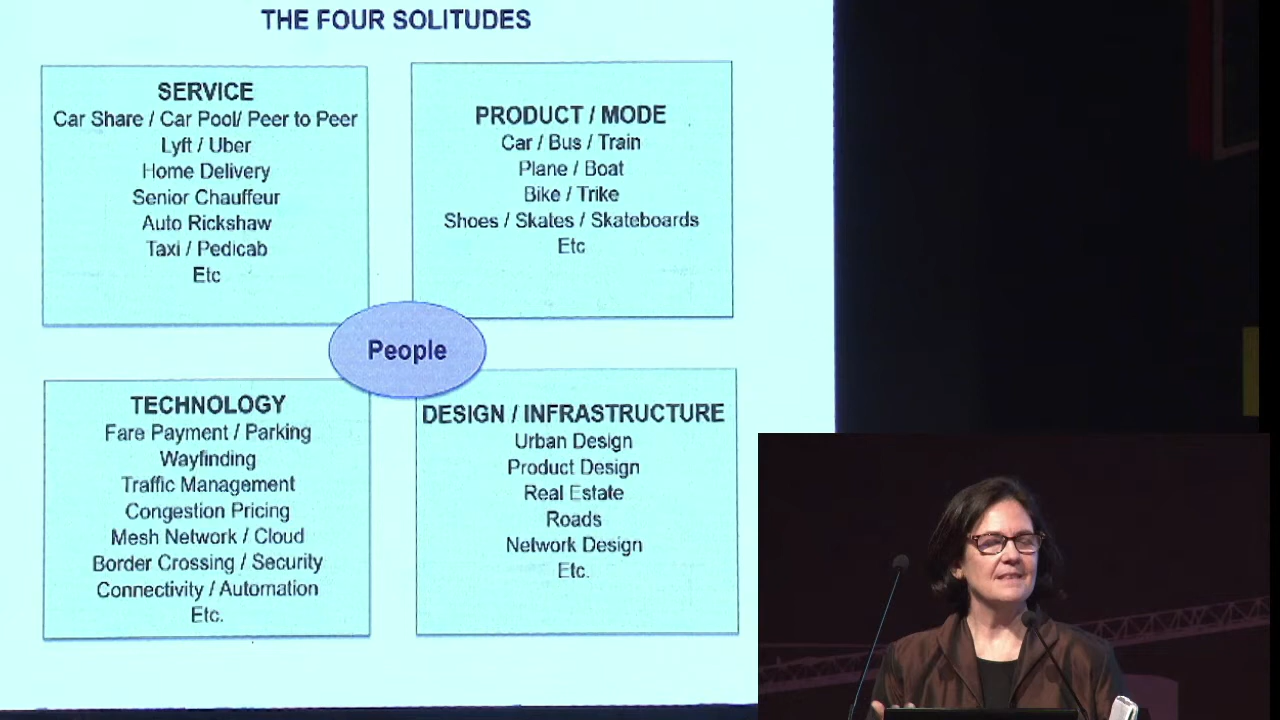 THE FOUR SOLITUDES
SERVICE
Car Share / Car Pool/ Peer to Peer
Lyft / Uber
Home Delivery
Senior Chauffeur
Auto Rickshaw
Taxi / Pedicab
Etc
PRODUCT / MODE
Car / Bus / Train
Plane / Boat
Bike / Trike
Shoes / Skates / Skateboards
Etc
People
TECHNOLOGY
Fare Payment / Parking
Wayfinding
Traffic Management
Congestion Pricing
Mesh Network / Cloud
Border Crossing / Security
Connectivity / Automation
Etc.
DESIGN / INFRASTRUCTURE
Urban Design
Product Design
Real Estate
Roads
Network Design
Etc.